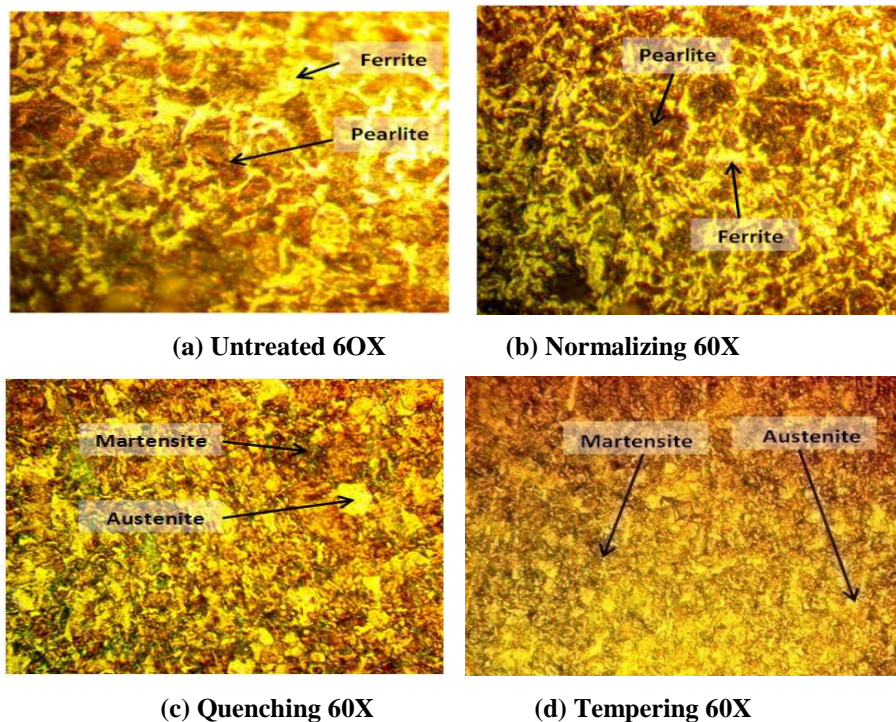 Ferrite
Pearlite
Pearlite
Ferrite
(a) Untreated 6OX
(b) Normalizing 60X
Martensite
Austenite
Martensite
Austenite
(c) Quenching 60X
(d) Tempering 60X